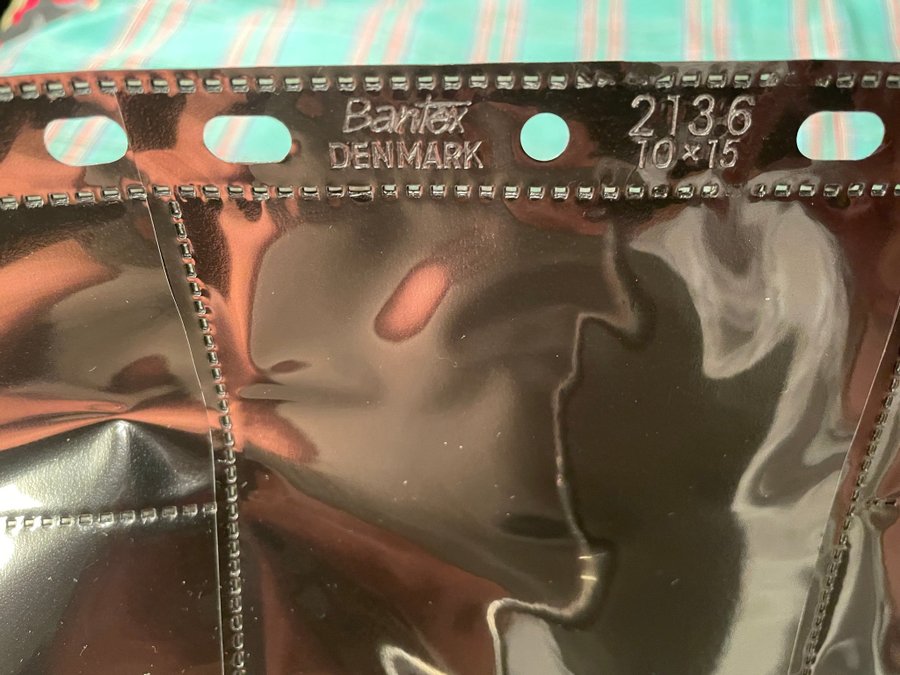 Bantex
DENMARK
2136
10×15